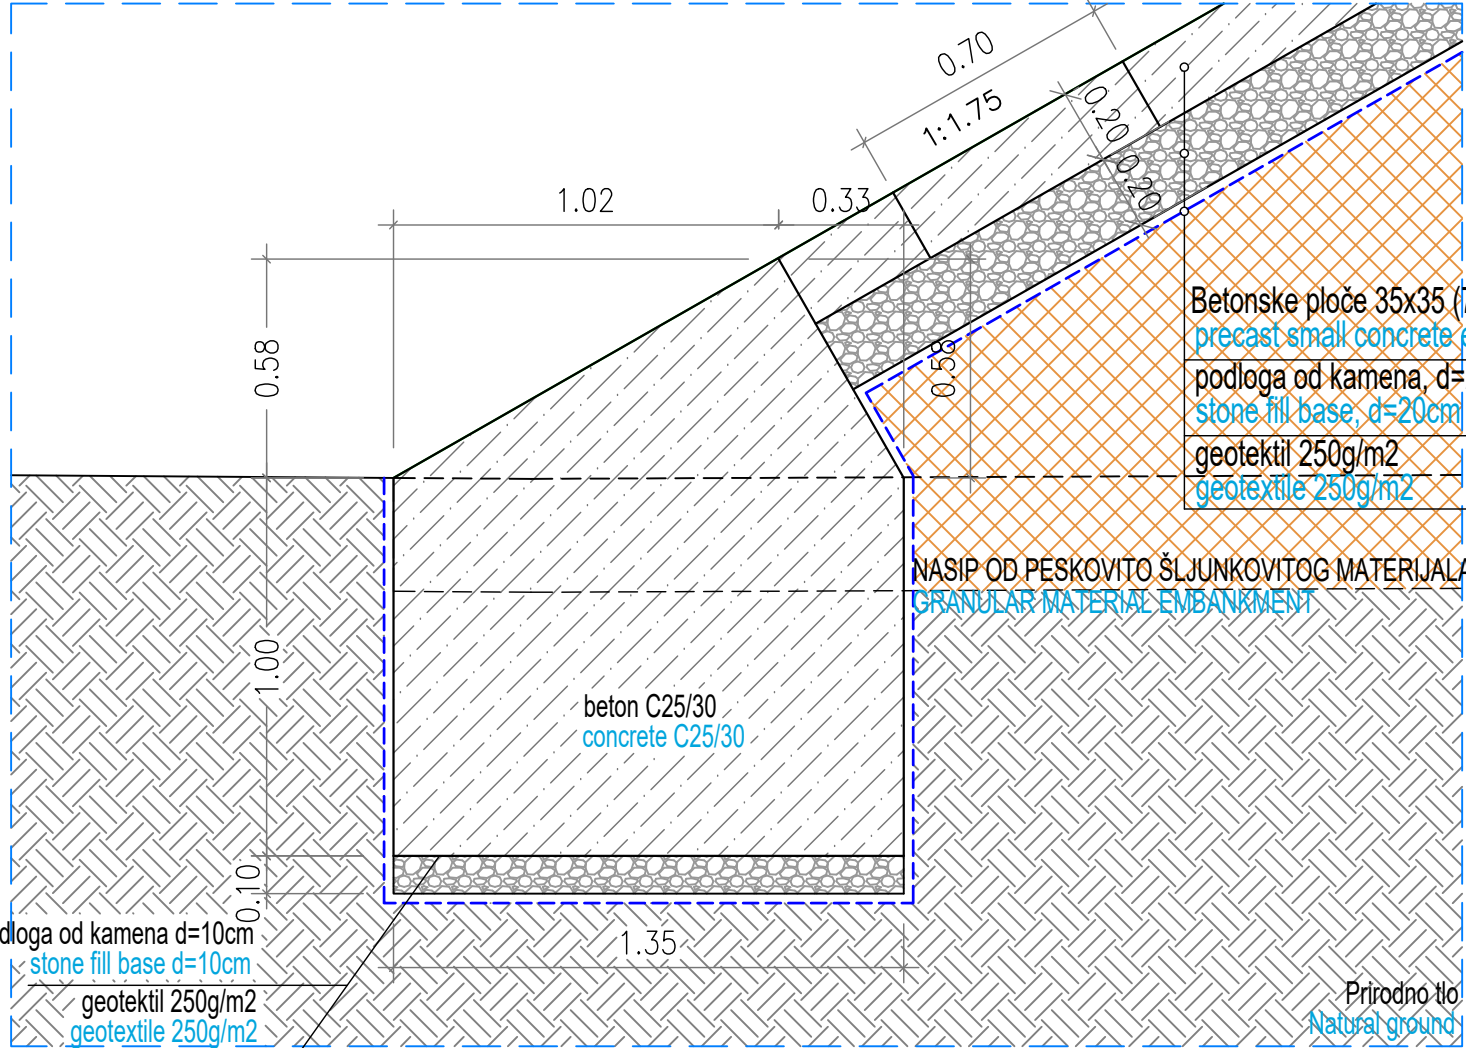 0.70
1:1.75
0.20
0.20
1.02
0.33
0.58
0.58
Betonske ploče 35x35 (
precast small concrete
podloga od kamena, d=
stone fill base, d=20cm
geotektil 250g/m2
geotextile 250g/m2
NASIP OD PESKOVITO ŠLJUNKOVITOG MATERIJALA
GRANULAR MATERIAL EMBANKMENT
1.00
beton C25/30
concrete C25/30
0.10
1.35
dloga od kamena d=10cm
stone fill base d=10cm
geotektil 250g/m2
geotextile 250g/m2
Prirodno tlo
Natural ground